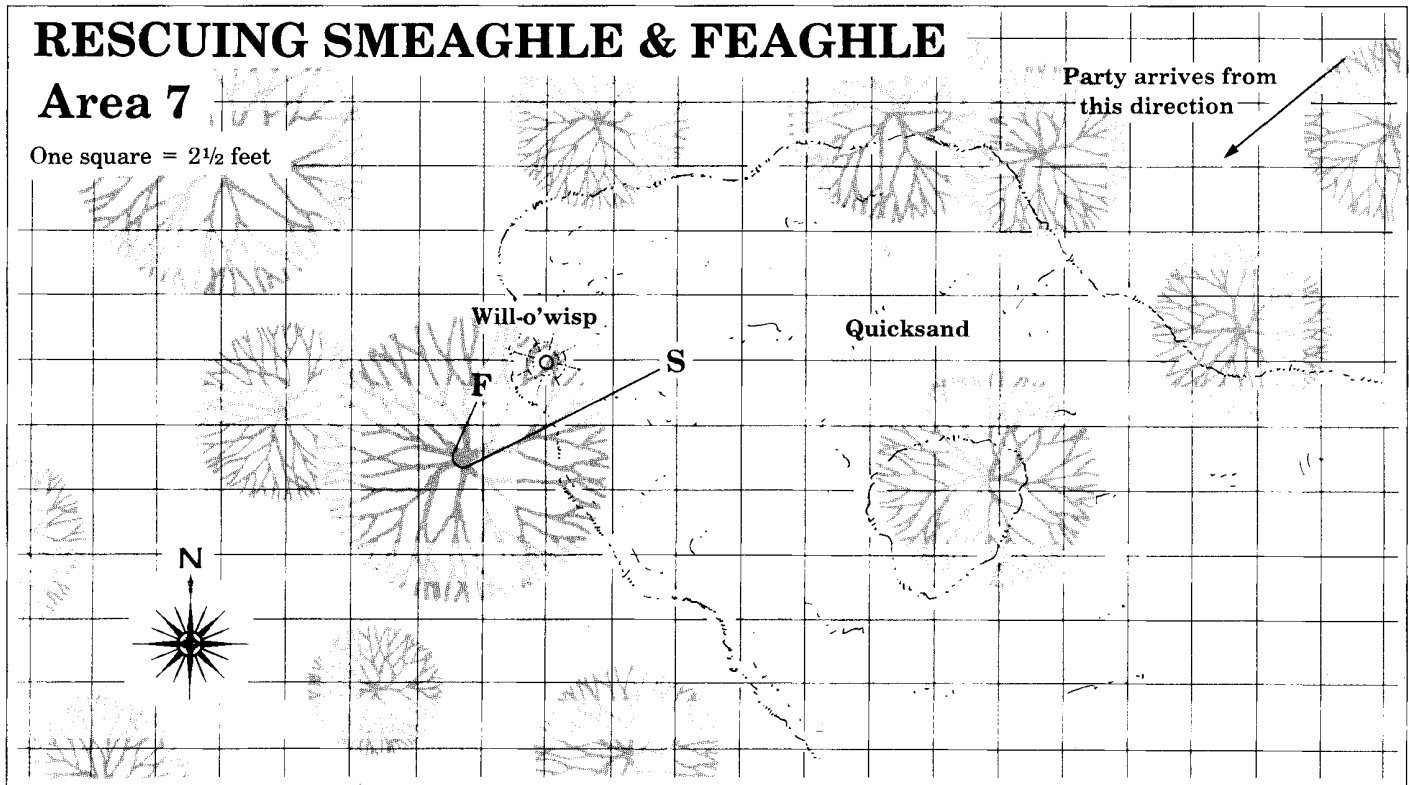 RESCUING SMEAGHLE & FEAGHLE
Area 7
One square = 2½ feet
Party arrives from
this direction
Will-o'wisp
Quicksand
S
F
N